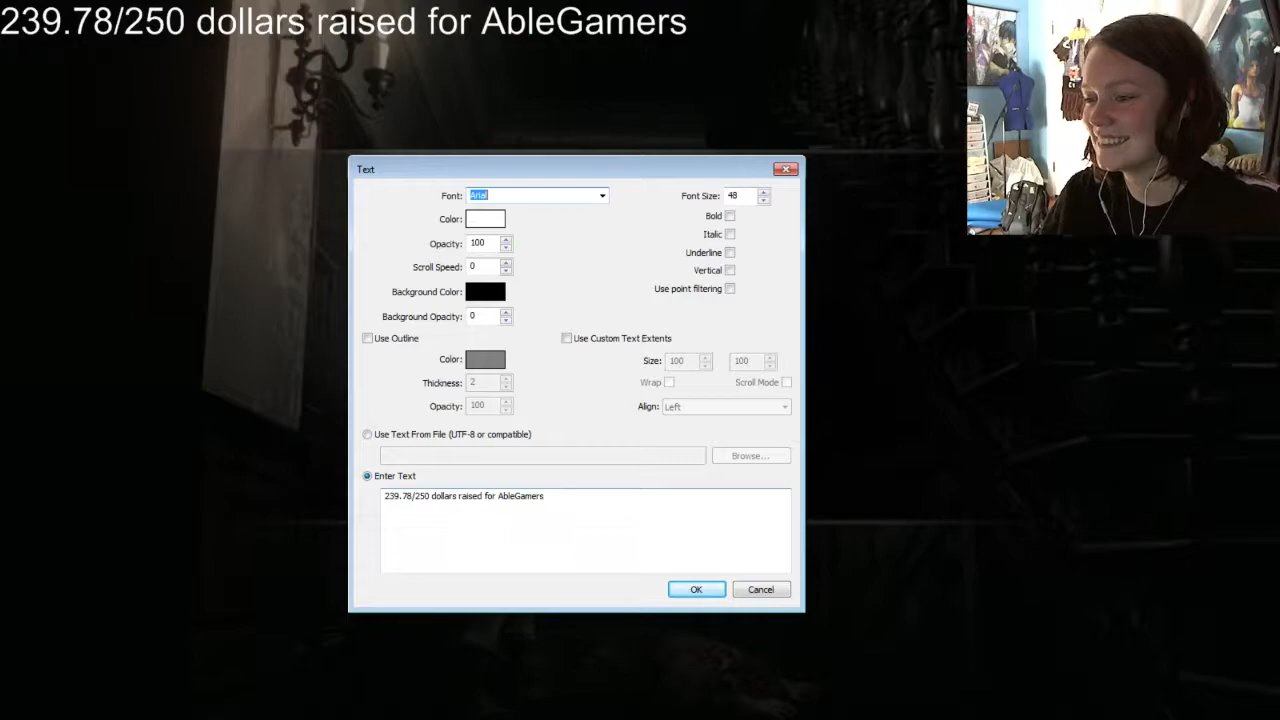 239.78/250 dollars raised for AbleGamers
Text
Font: Arial
Font Size: 48
Color:
Bold
Italic
Opacity: 100
Underline
Scroll Speed: 0
Vertical
Background Color:
Use point filtering
Background Opacity: 0
Use Outline
Use Custom Text Extents
Color:
Size: 100 100
Thickness: 2
Wrap
Scroll Mode
Opacity: 100
Align: Left
Use Text From File (UTF-8 or compatible)
Browse...
Enter Text
239.78/250 dollars raised for AbleGamers
OK
Cancel